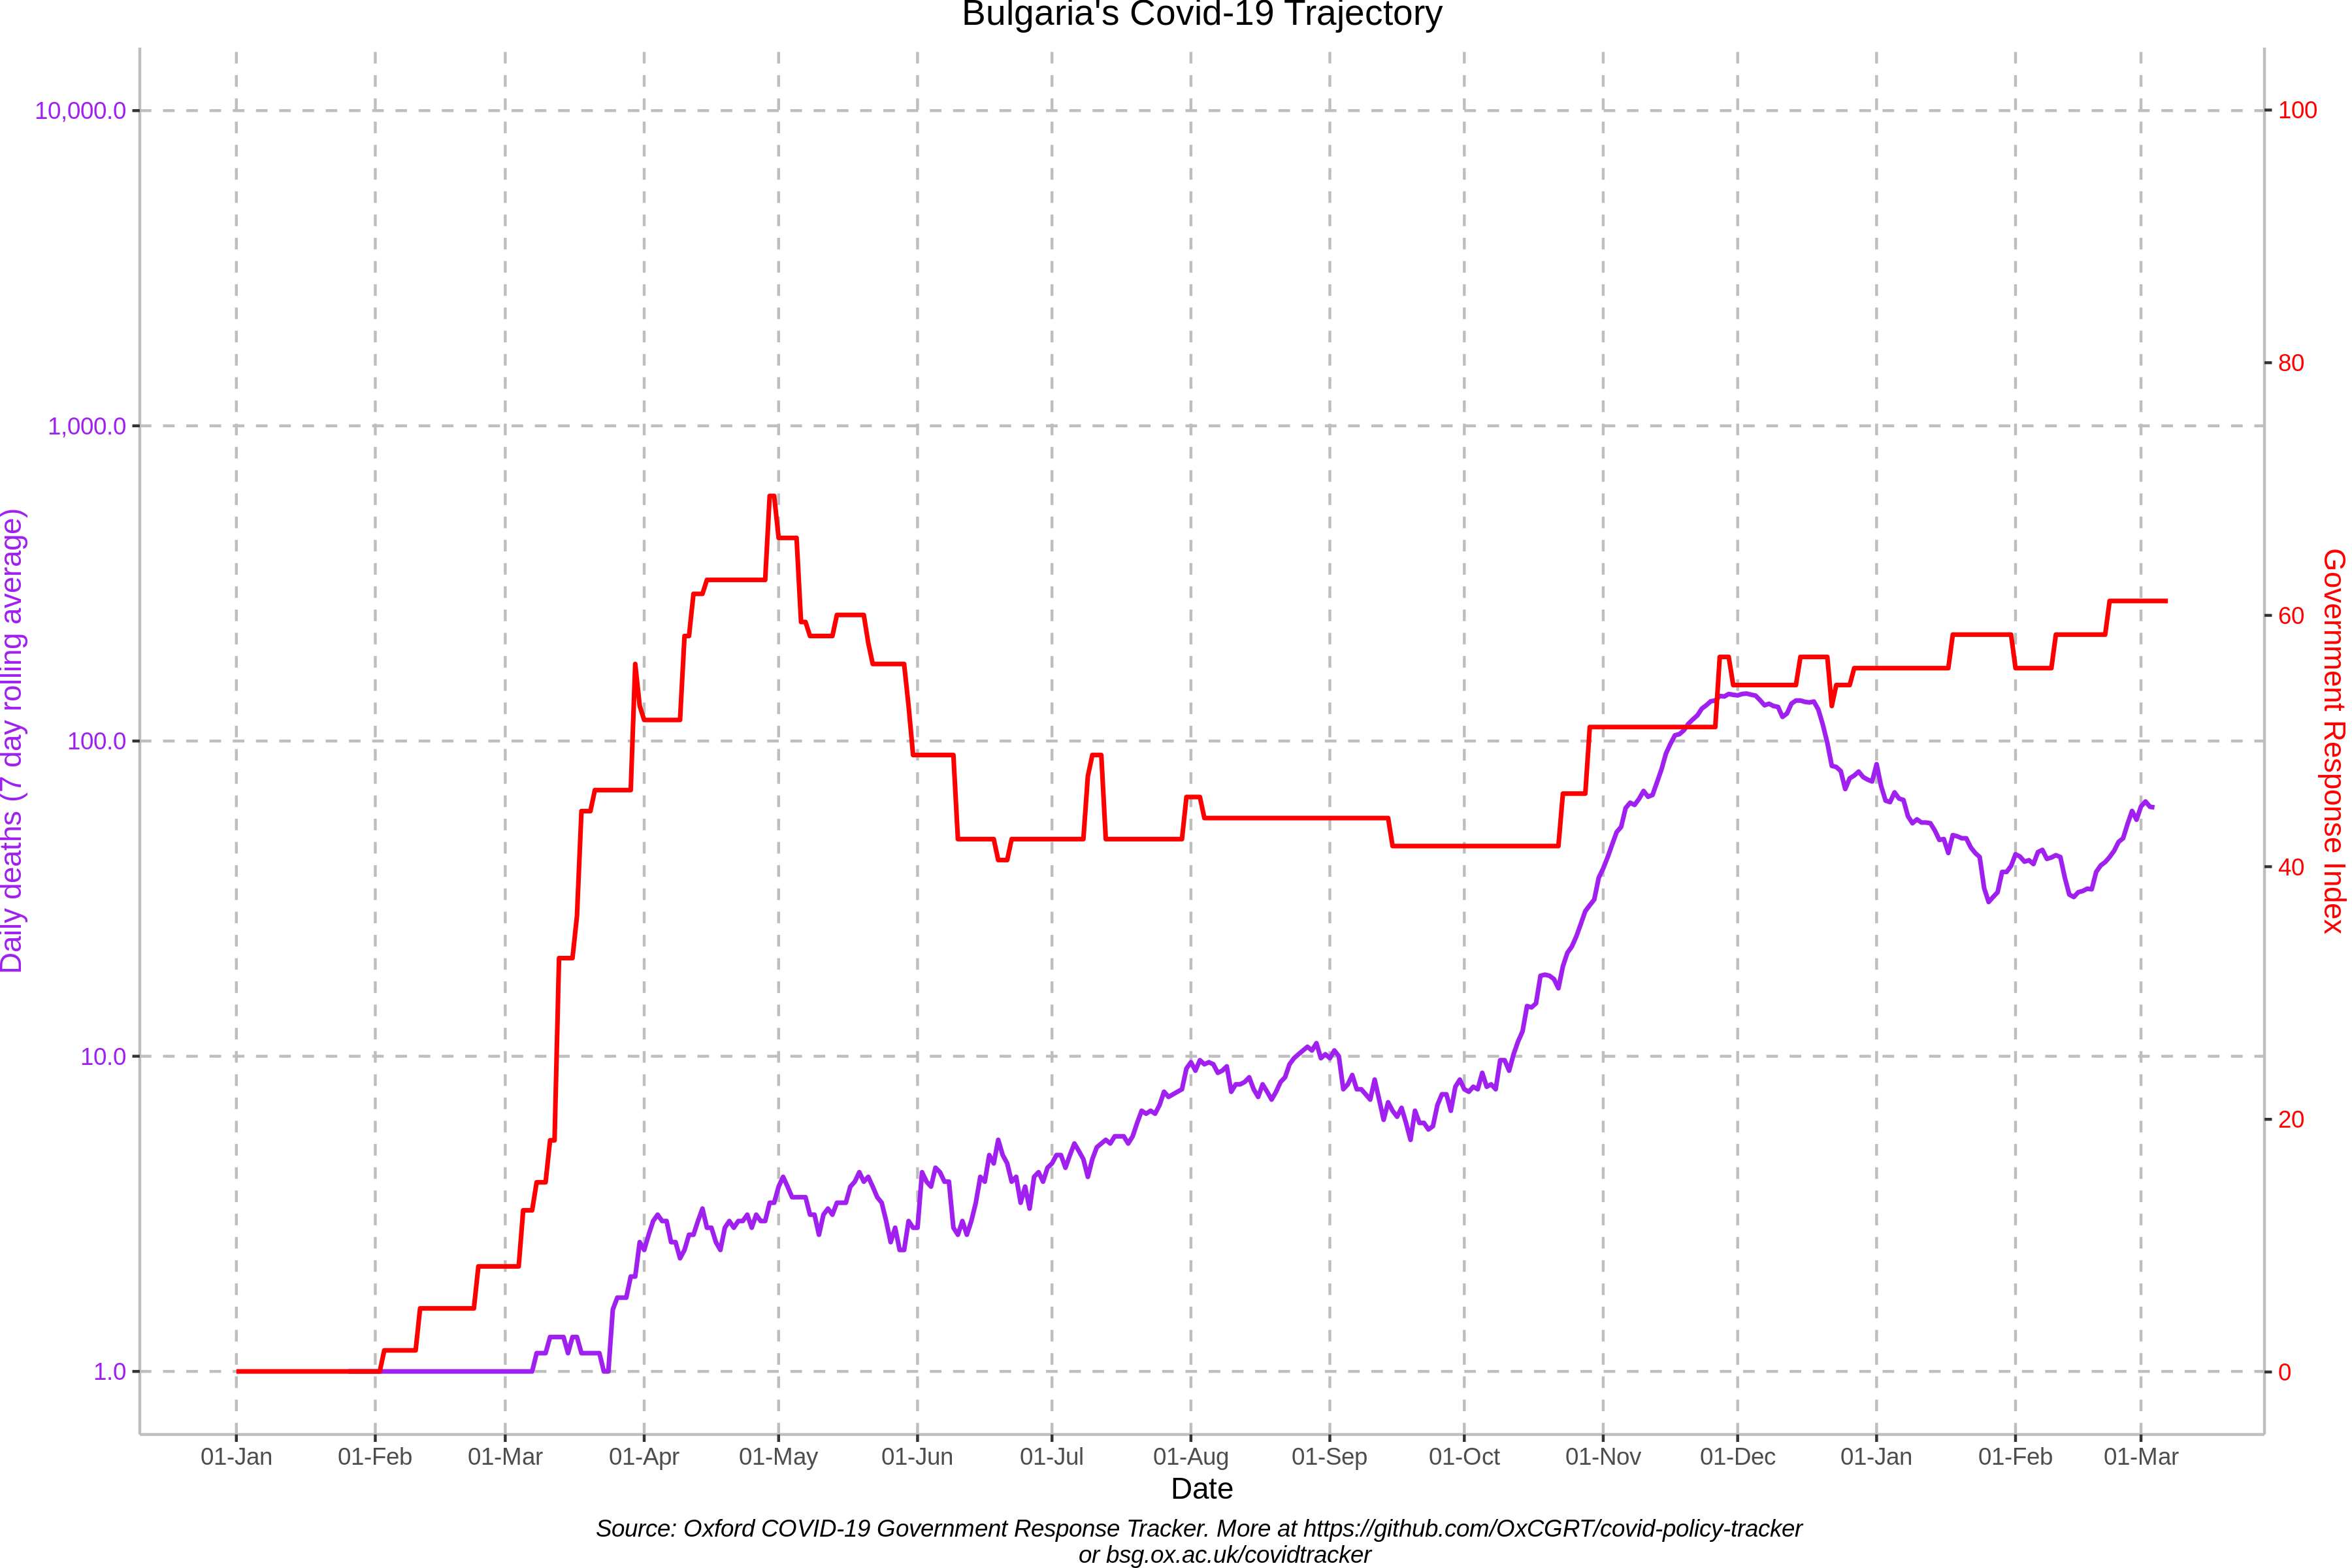 Bulgaria's Covid-19 Trajectory
10,000.0
1,000.0
100.0
10.0
1.0
Daily deaths (7 day rolling average)
100
80
60
40
20
0
Government Response Index
01-Jan 01-Feb 01-Mar 01-Apr 01-May 01-Jun 01-Jul 01-Aug 01-Sep 01-Oct 01-Nov 01-Dec 01-Jan 01-Feb 01-Mar
Date
Source: Oxford COVID-19 Government Response Tracker. More at https://github.com/OxCGRT/covid-policy-tracker
or bsg.ox.ac.uk/covidtracker